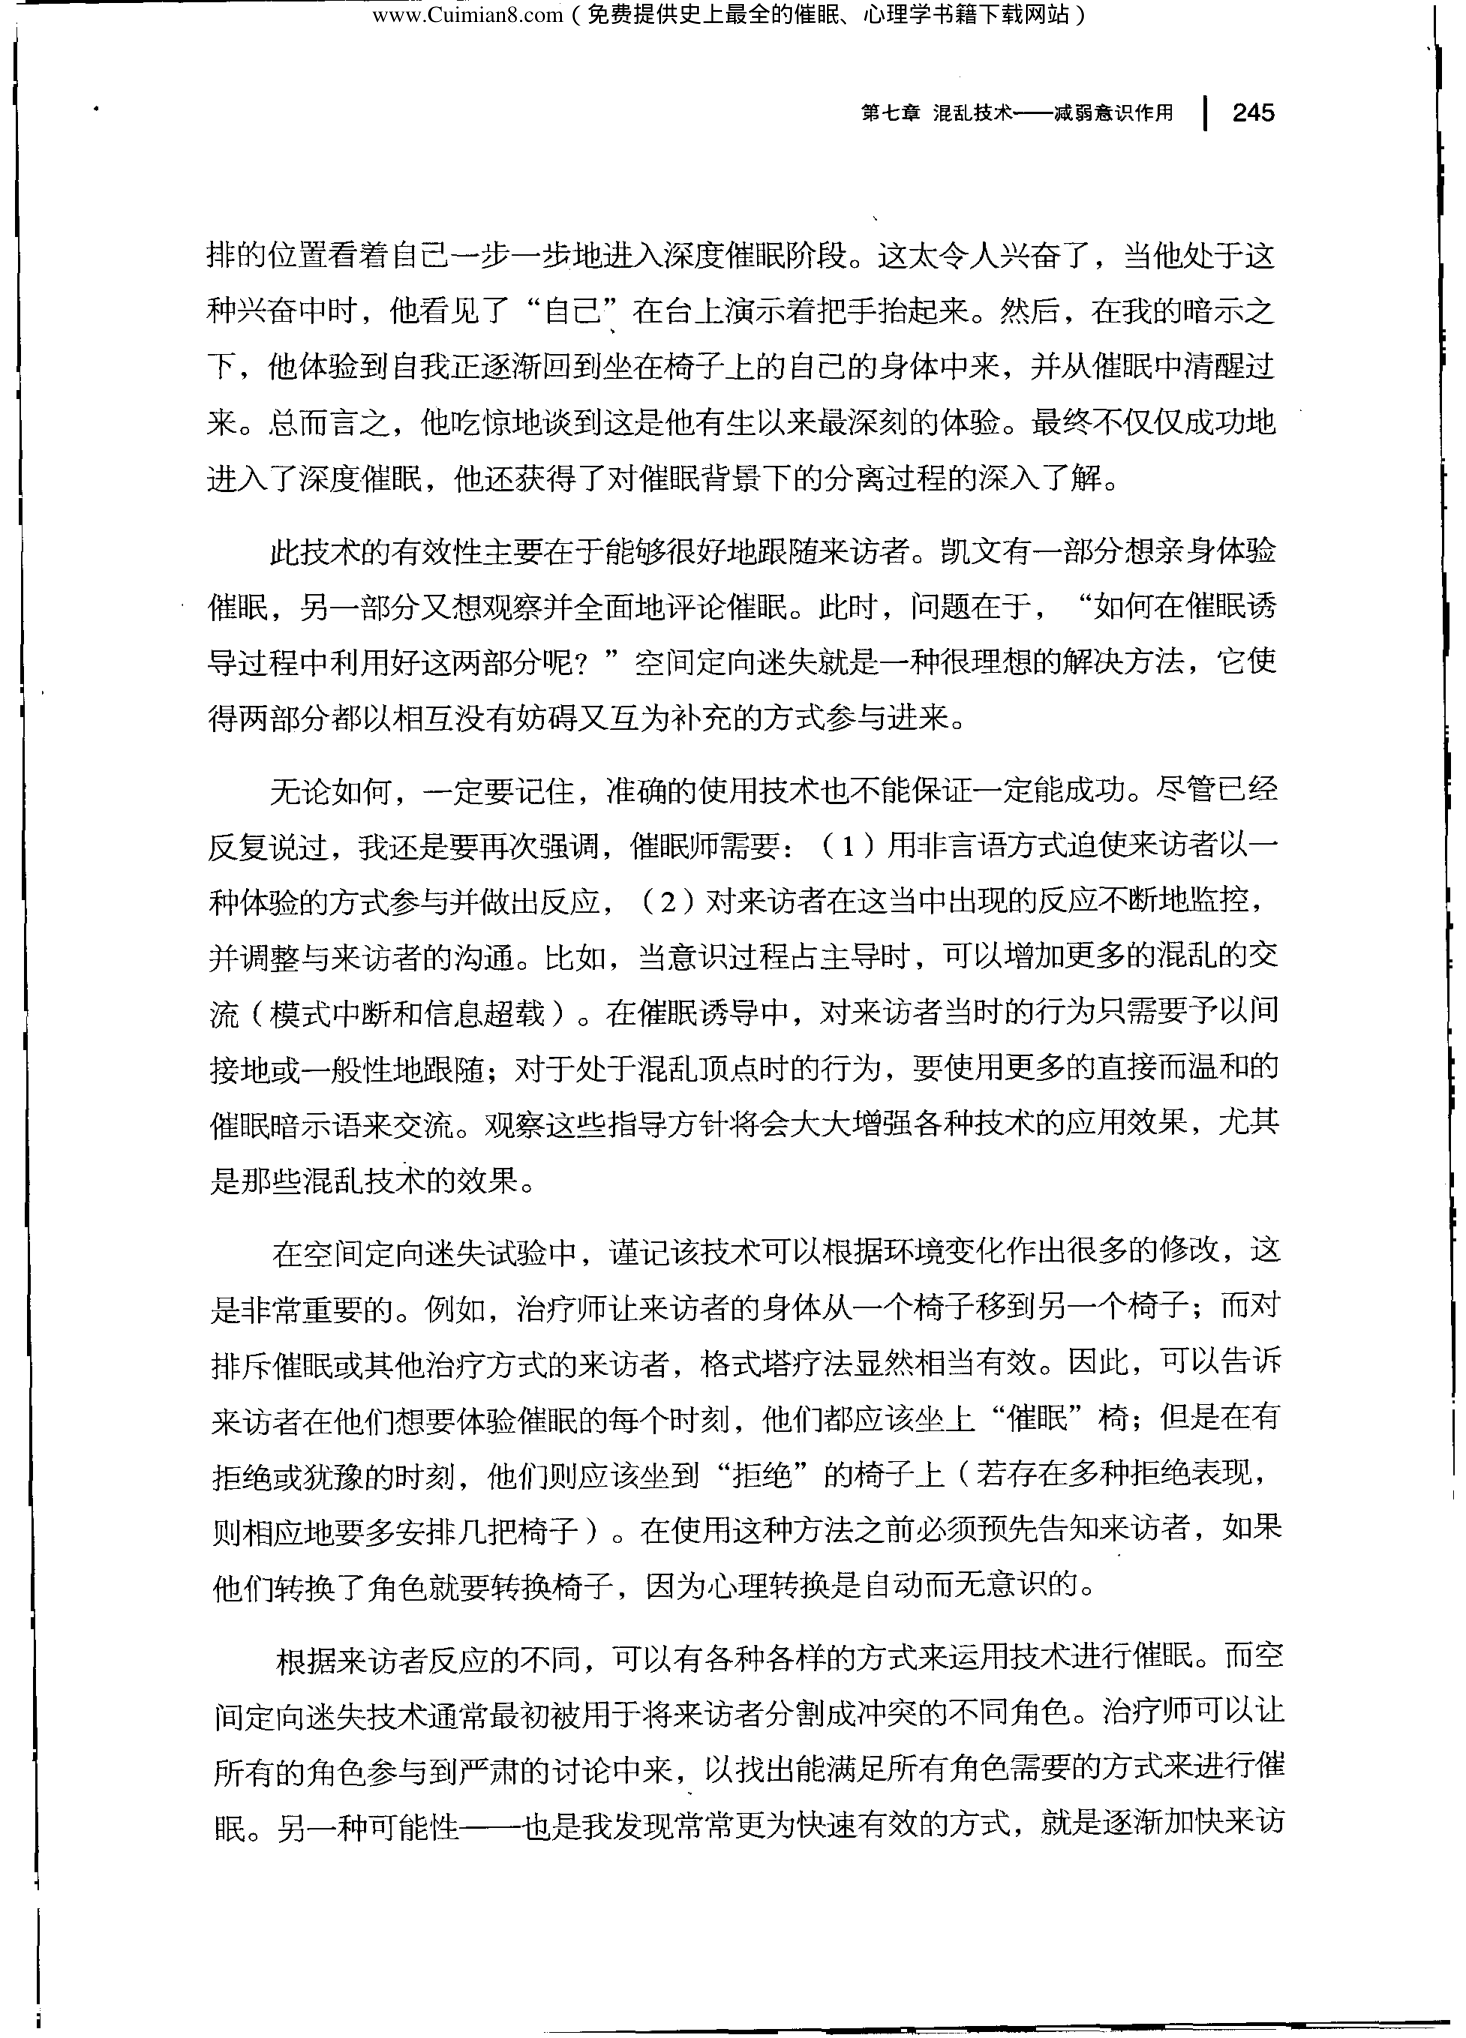 www.Cuimian8.com（免费提供史上最全的催眠、心理学书籍下载网站）
第七章 混乱技术——减弱意识作用 245
排的位置看着自己一步一步地进入深度催眠阶段。这太令人兴奋了，当他处于这
种兴奋中时，他看见了“自己”在台上演示着把手抬起来。然后，在我的暗示之
下，他体验到自我正逐渐回到坐在椅子上的自己的身体中来，并从催眠中清醒过
来。总而言之，他吃惊地谈到这是他有生以来最深刻的体验。最终不仅仅成功地
进入了深度催眠，他还获得了对催眠背景下的分离过程的深入了解。
此技术的有效性主要在于能够很好地跟随来访者。凯文有一部分想亲身体验
催眠，另一部分又想观察并全面地评论催眠。此时，问题在于，“如何在催眠诱
导过程中利用好这两部分呢？”空间定向迷失就是一种很理想的解决方法，它使
得两部分都以相互没有妨碍又互为补充的方式参与进来。
无论如何，一定要记住，准确的使用技术也不能保证一定能成功。尽管已经
反复说过，我还是要再次强调，催眠师需要：（1）用非言语方式迫使来访者以一
种体验的方式参与并做出反应，（2）对来访者在这当中出现的反应不断地监控，
并调整与来访者的沟通。比如，当意识过程占主导时，可以增加更多的混乱的交
流（模式中断和信息超载）。在催眠诱导中，对来访者当时的行为只需要予以间
接地或一般性地跟随；对于处于混乱顶点时的行为，要使用更多的直接而温和的
催眠暗示语来交流。观察这些指导方针将会大大增强各种技术的应用效果，尤其
是那些混乱技术的效果。
在空间定向迷失试验中，谨记该技术可以根据环境变化作出很多的修改，这
是非常重要的。例如，治疗师让来访者的身体从一个椅子移到另一个椅子；而对
排斥催眠或其他治疗方式的来访者，格式塔疗法显然相当有效。因此，可以告诉
来访者在他们想要体验催眠的每个时刻，他们都应该坐上“催眠”椅；但是在有
拒绝或犹豫的时刻，他们则应该坐到“拒绝”的椅子上（若存在多种拒绝表现，
则相应地要多安排几把椅子）。在使用这种方法之前必须预先告知来访者，如果
他们转换了角色就要转换椅子，因为心理转换是自动而无意识的。
根据来访者反应的不同，可以有各种各样的方式来运用技术进行催眠。而空
间定向迷失技术通常最初被用于将来访者分割成冲突的不同角色。治疗师可以让
所有的角色参与到严肃的讨论中来，以找出能满足所有角色需要的方式来进行催
眠。另一种可能性——也是我发现常常更为快速有效的方式，就是逐渐加快来访